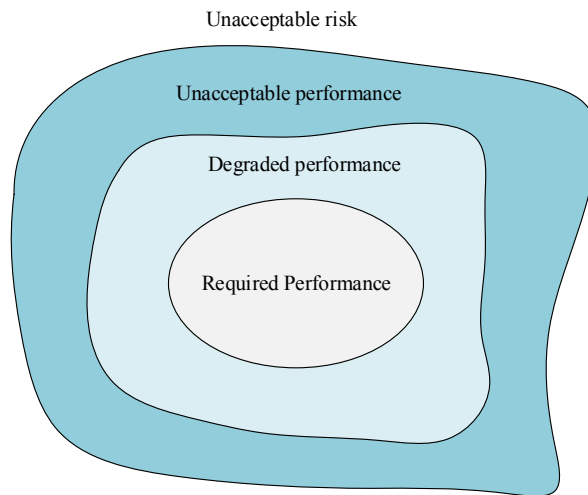 Unacceptable risk
Unacceptable performance
Degraded performance
Required Performance